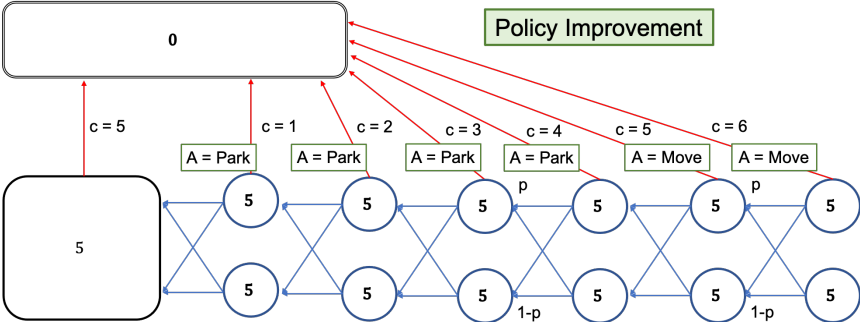 0
Policy Improvement
c = 5
c = 1
c = 2
c = 3
c = 4
c = 5
c = 6
A = Park
A = Park
A = Park
A = Park
A = Move
A = Move
p
p
5
5
5
5
5
5
5
5
5
5
5
5
5
1-p
1-p